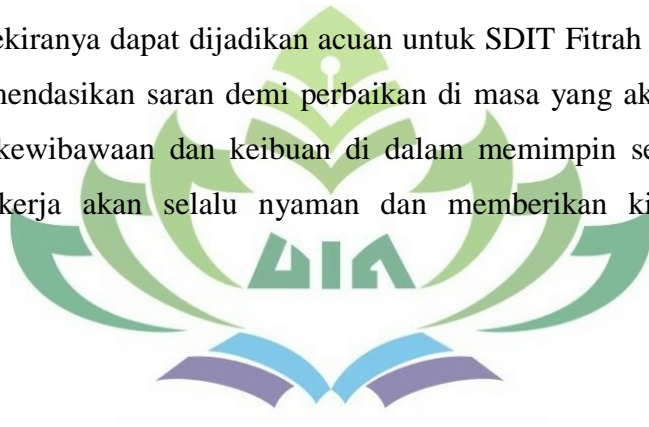 ekiranya dapat dijadikan acuan untuk SDIT Fitrah
mendasikan saran demi perbaikan di masa yang ak
kewibawaan dan keibuan di dalam memimpin se
kerja akan selalu nyaman dan memberikan ki
UIA